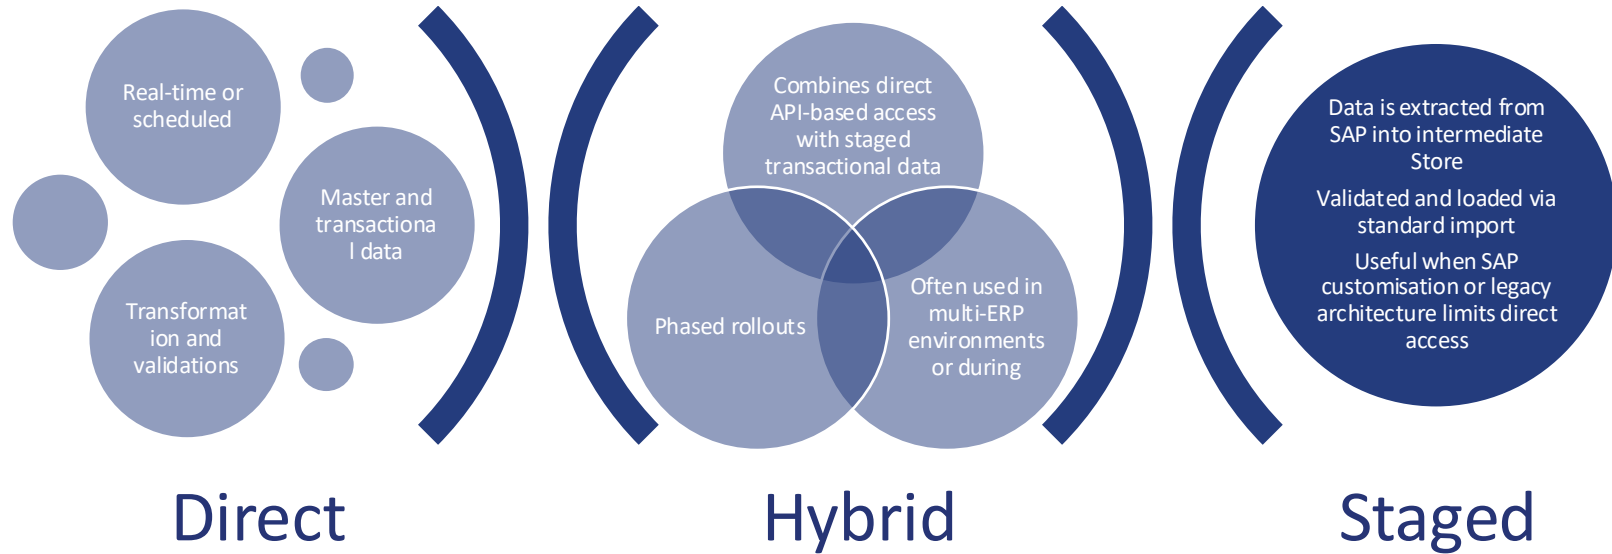 Real-time or
scheduled
Master and
transactiona
l data
Transformat
ion and
validations
Direct
Combines direct
API-based access
with staged
transactional data
Phased rollouts
Often used in
multi-ERP
environments
or during
Hybrid
Data is extracted from
SAP into intermediate
Store
Validated and loaded via
standard import
Useful when SAP
customisation or legacy
architecture limits direct
access
Staged